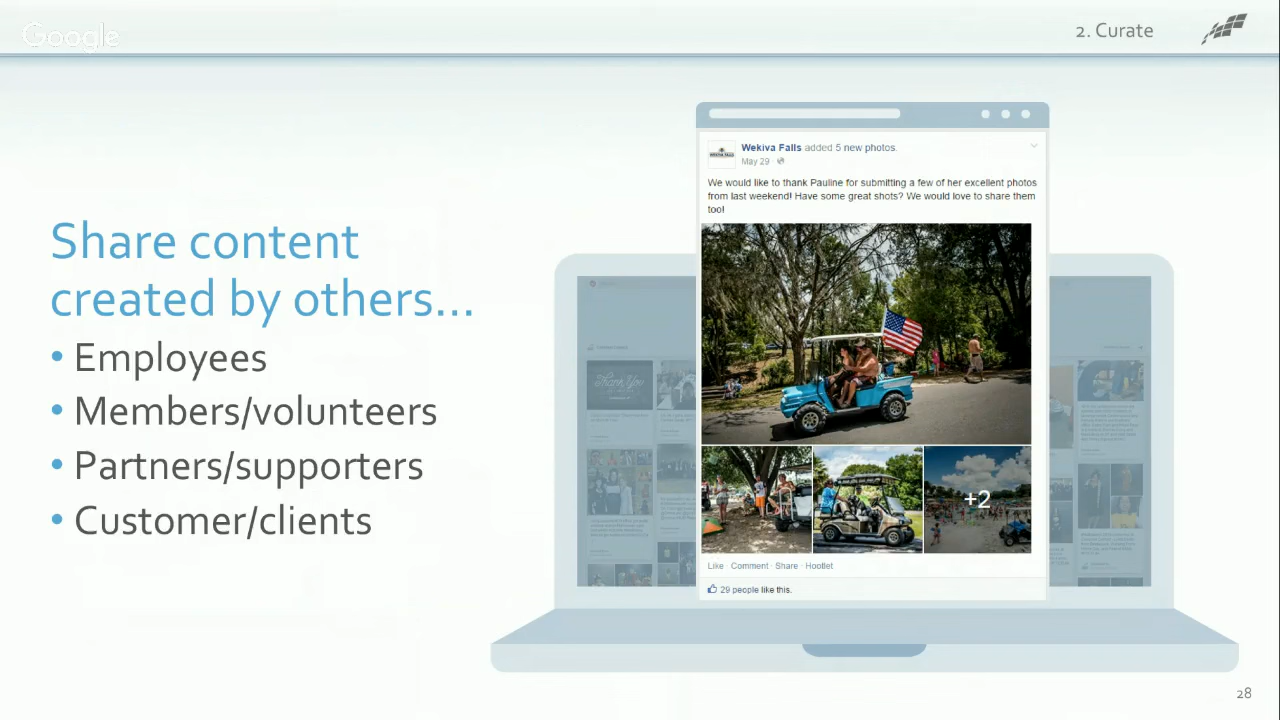 Google
2. Curate
Share content
created by others...
• Employees
• Members/volunteers
• Partners/supporters
• Customer/clients
Wekiva Falls added 5 new photos.
May 29
We would like to thank Pauline for submitting a few of her excellent photos
from last weekend! Have some great shots? We would love to share them
too!
+2
Like · Comment · Share · Hootlet
29 people like this.
Thank You
28